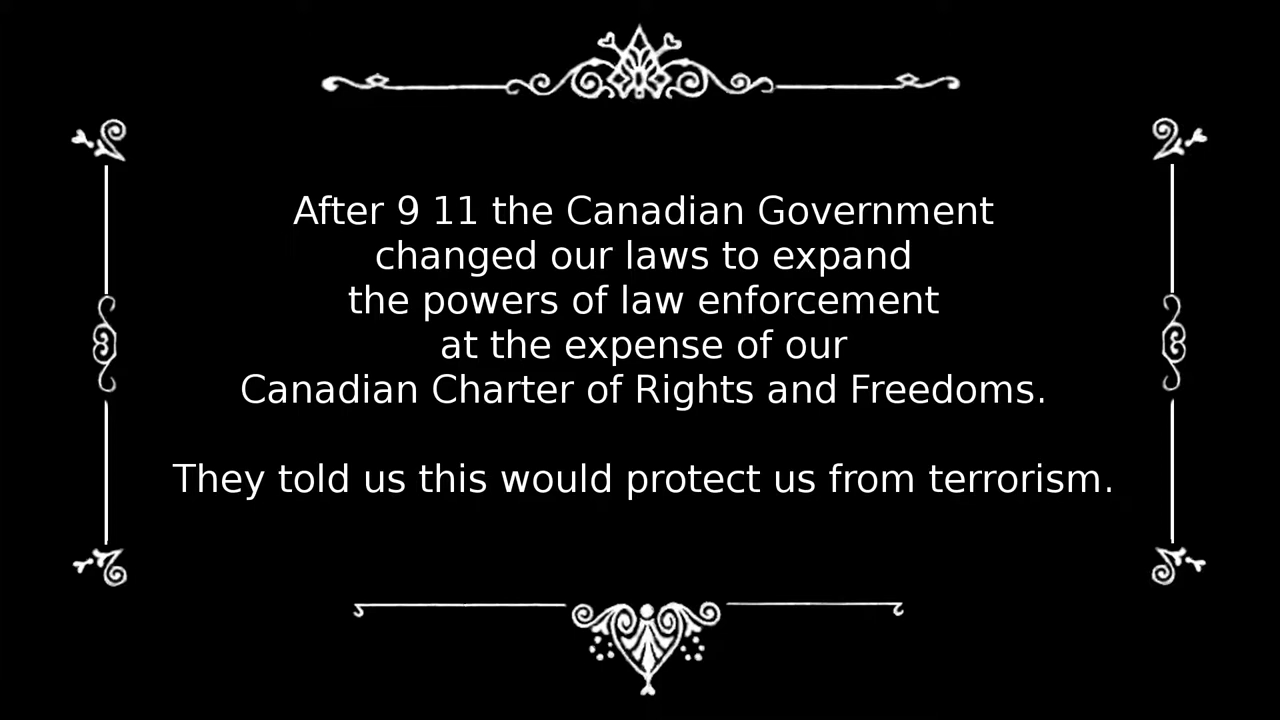 After 9 11 the Canadian Government
changed our laws to expand
the powers of law enforcement
at the expense of our
Canadian Charter of Rights and Freedoms.
They told us this would protect us from terrorism.